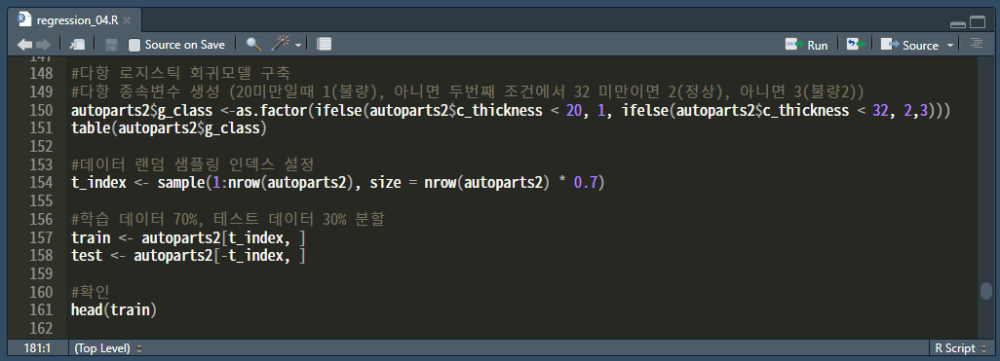 regression_04.R
Source on Save
Run
Source
147
148 #다항 로지스틱 회귀모델 구축
149 #다항 종속변수 생성 (20미만일때 1(불량), 아니면 두번째 조건에서 32 미만이면 2(정상), 아니면 3(불량2))
150 autoparts2$g_class <-as.factor(ifelse(autoparts2$c_thickness < 20, 1, ifelse(autoparts2$c_thickness < 32, 2,3)))
151 table(autoparts2$g_class)
152
153 #데이터 랜덤 샘플링 인덱스 설정
154 t_index <- sample(1:nrow(autoparts2), size = nrow(autoparts2) * 0.7)
155
156 #학습 데이터 70%, 테스트 데이터 30% 분할
157 train <- autoparts2[t_index, ]
158 test <- autoparts2[-t_index, ]
159
160 #확인
161 head(train)
162
181:1 (Top Level) R Script